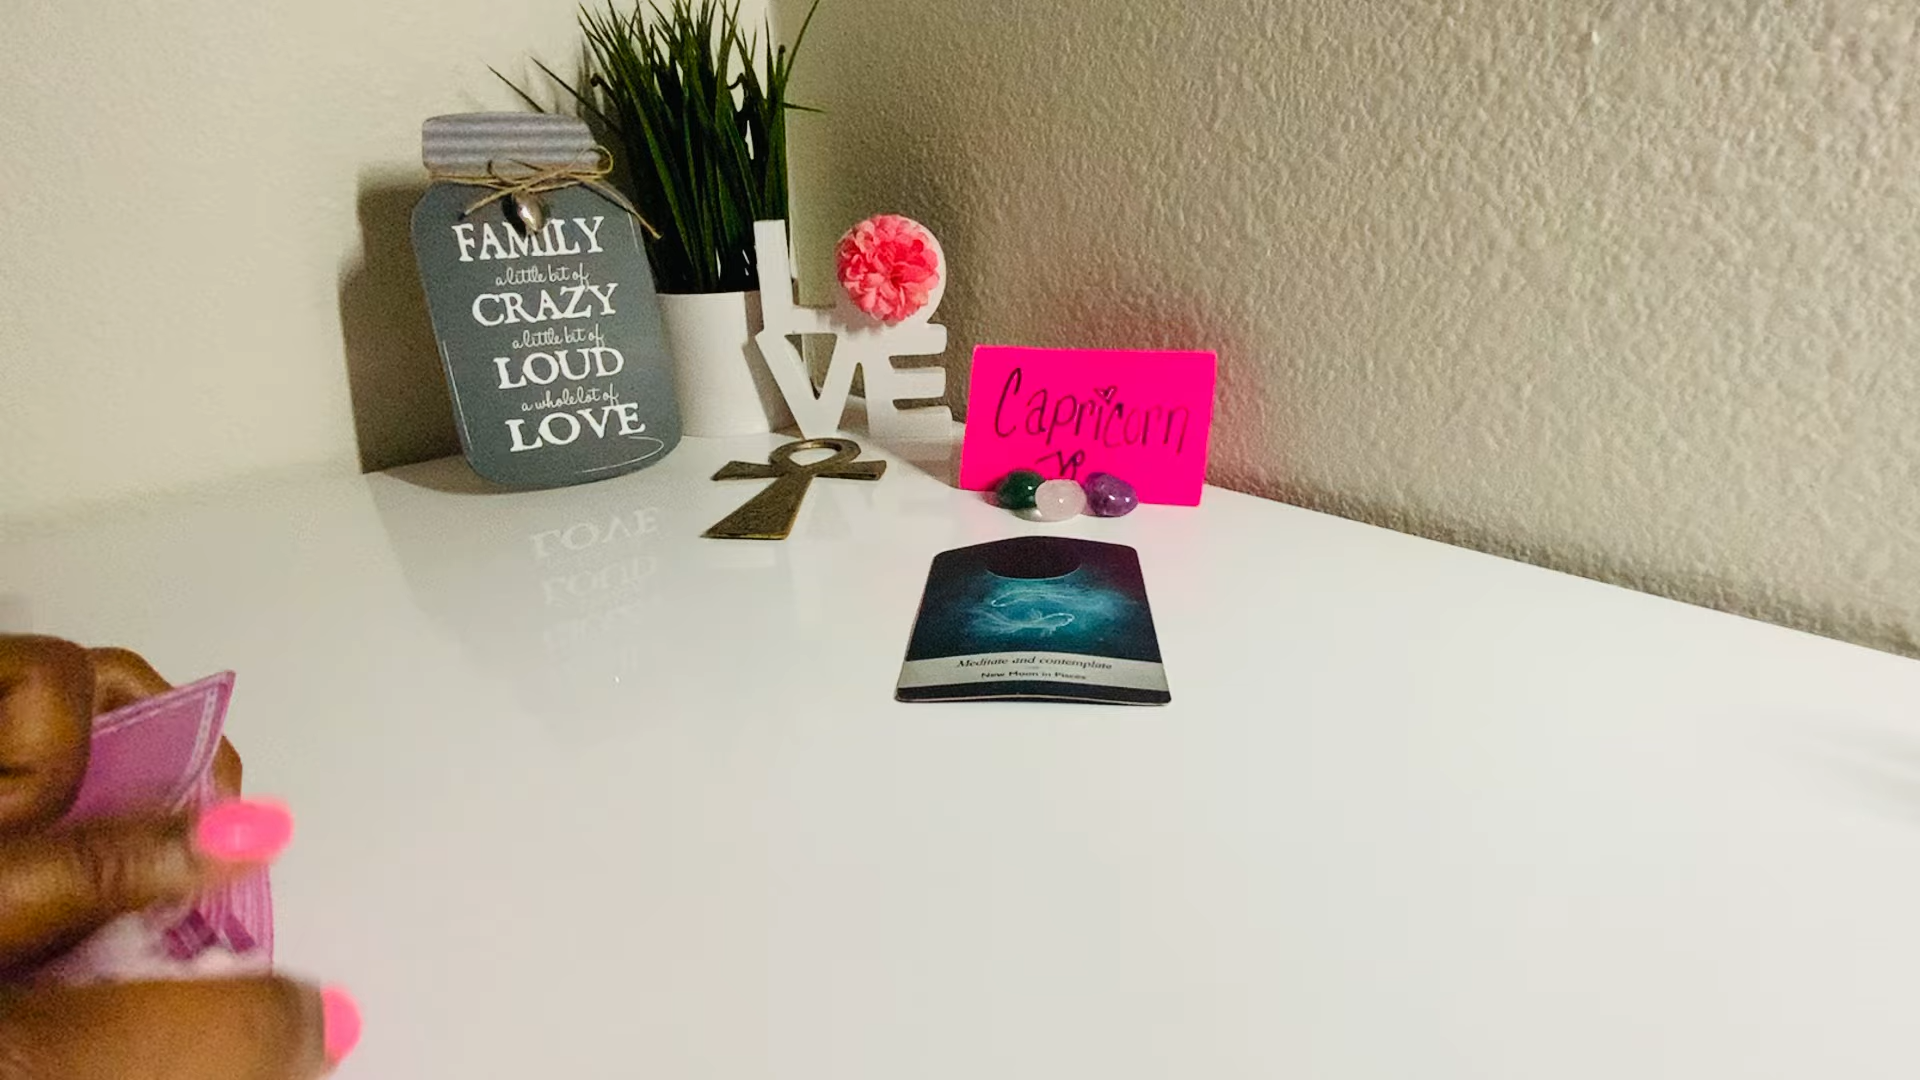 FAMILY
a little bit of
CRAZY
a little bit of
LOUD
a whole lot of
LOVE
LOVE
Capricorn
♑
Meditate and contemplate
New Moon in Pisces